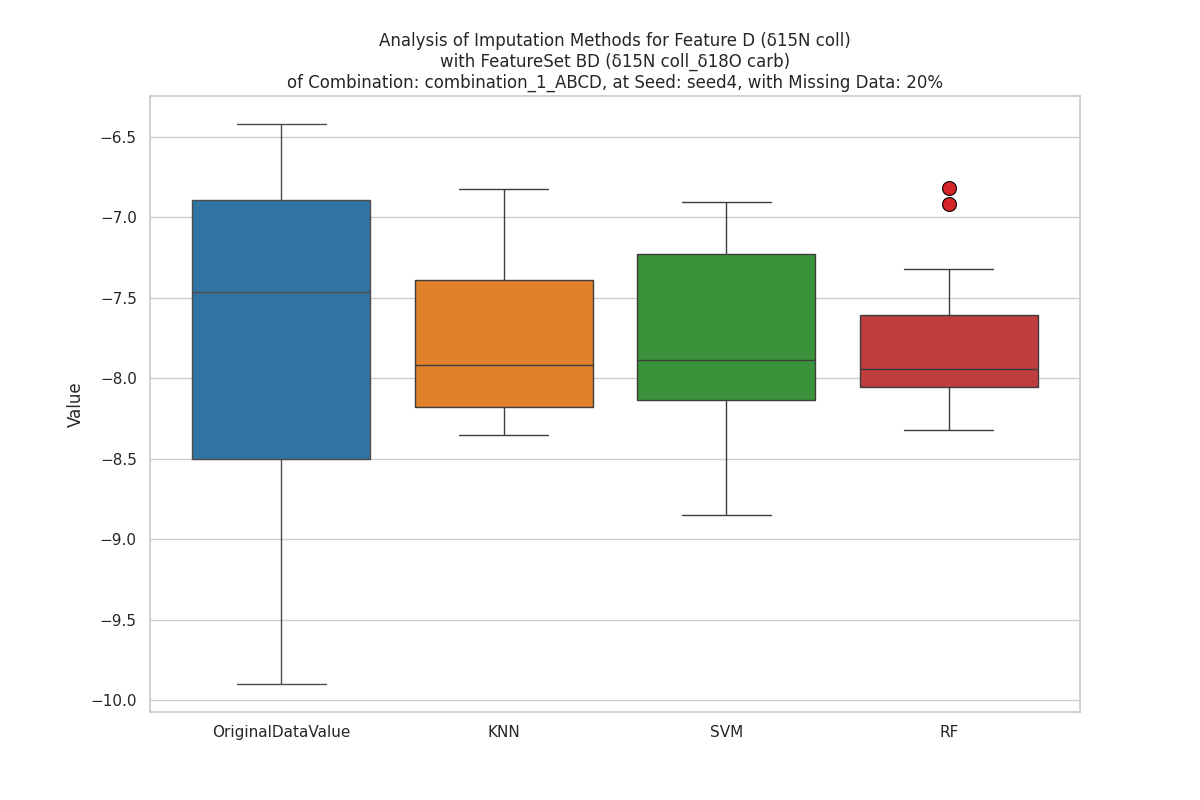 Analysis of Imputation Methods for Feature D (δ15N coll)
with FeatureSet BD (δ15N coll_δ18O carb)
of Combination: combination_1_ABCD, at Seed: seed4, with Missing Data: 20%
−6.5
−7.0
−7.5
−8.0
−8.5
−9.0
−9.5
−10.0
Value
OriginalDataValue
KNN
SVM
RF